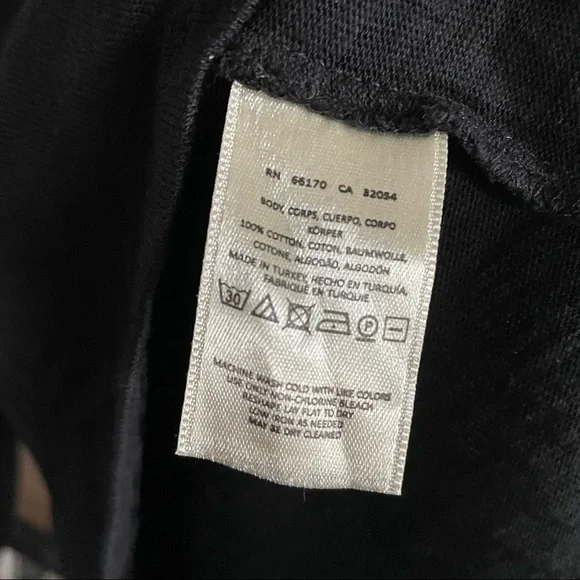 RN 66170 CA 32054
BODY, CORPS, CUERPO, CORPO
KÖRPER
100% COTTON, COTON, BAUMWOLLE,
COTONE, ALGODÃO, ALGODÓN
MADE IN TURKEY, HECHO EN TURQUÍA,
FABRIQUE EN TURQUIE
30 P
MACHINE WASH COLD WITH LIKE COLORS
USE ONLY NON-CHLORINE BLEACH
RESHAPE LAY FLAT TO DRY
LOW IRON AS NEEDED
MAY BE DRY CLEANED